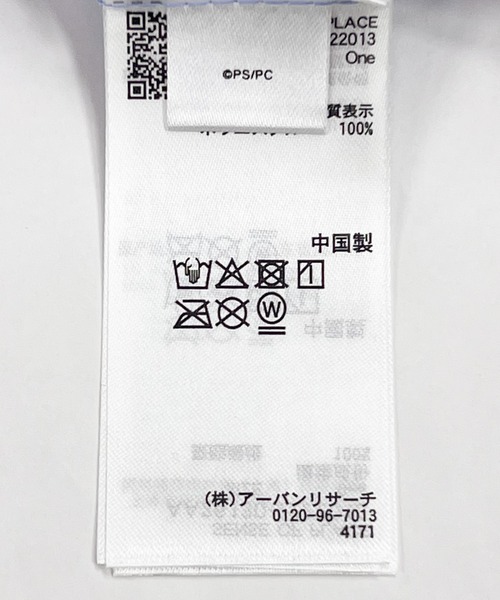 PLACE
22013
One
©PS/PC
質表示
100%
中国製
W
(株)アーバンリサーチ
0120-96-7013
4171